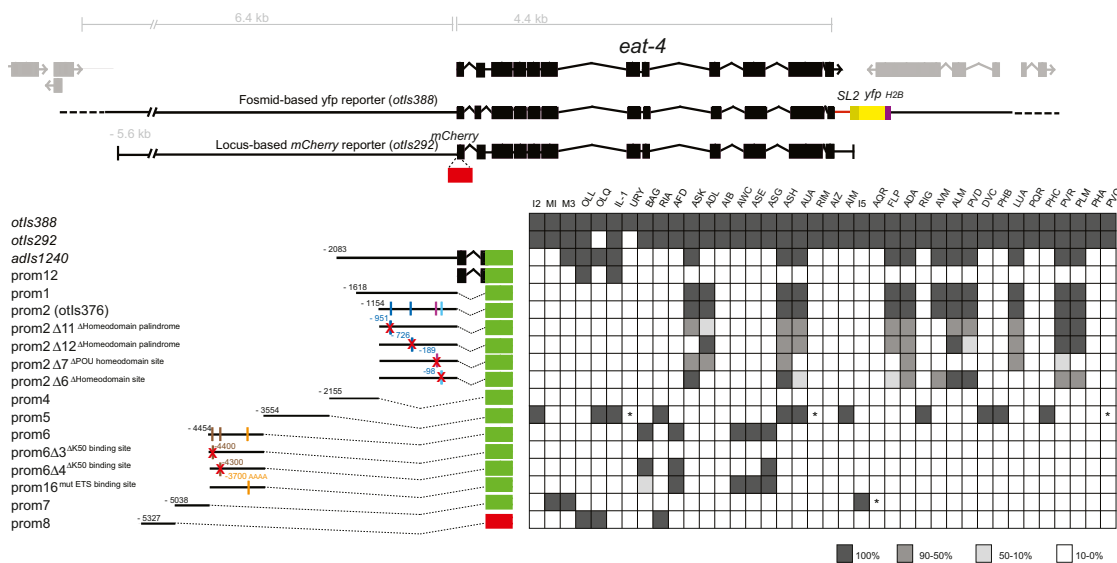 6.4 kb
4.4 kb
eat-4
SL2 yfp H2B
Fosmid-based yfp reporter (otIs388)
- 5.6 kb
mCherry
Locus-based mCherry reporter (otIs292)
I2 MI M3 OLL OLQ IL-1 URY BAG RIA AFD ASK ADL AIB AWC ASE ASG ASH AUA RIM AIZ AIM I5 AQR FLP ADA RIG AVM ALM PVD DVC PHB LUA PQR PHC PVR PLM PHA PVQ
otIs388
otIs292
adIs1240
- 2083
prom12
prom1
- 1618
prom2 (otIs376)
- 1154
prom2 Δ11 ΔHomeodomain palindrome
- 951
prom2 Δ12 ΔHomeodomain palindrome
- 726
prom2 Δ7 ΔPOU homeodomain site
-189
prom2 Δ6 ΔHomeodomain site
-98
prom4
- 2155
prom5
- 3554
* * *
prom6
- 4454
prom6Δ3 ΔK50 binding site
-4400
prom6Δ4 ΔK50 binding site
-4300
prom16 mut ETS binding site
-3700 AAAA
prom7
- 5038
*
prom8
- 5327
100%
90-50%
50-10%
10-0%